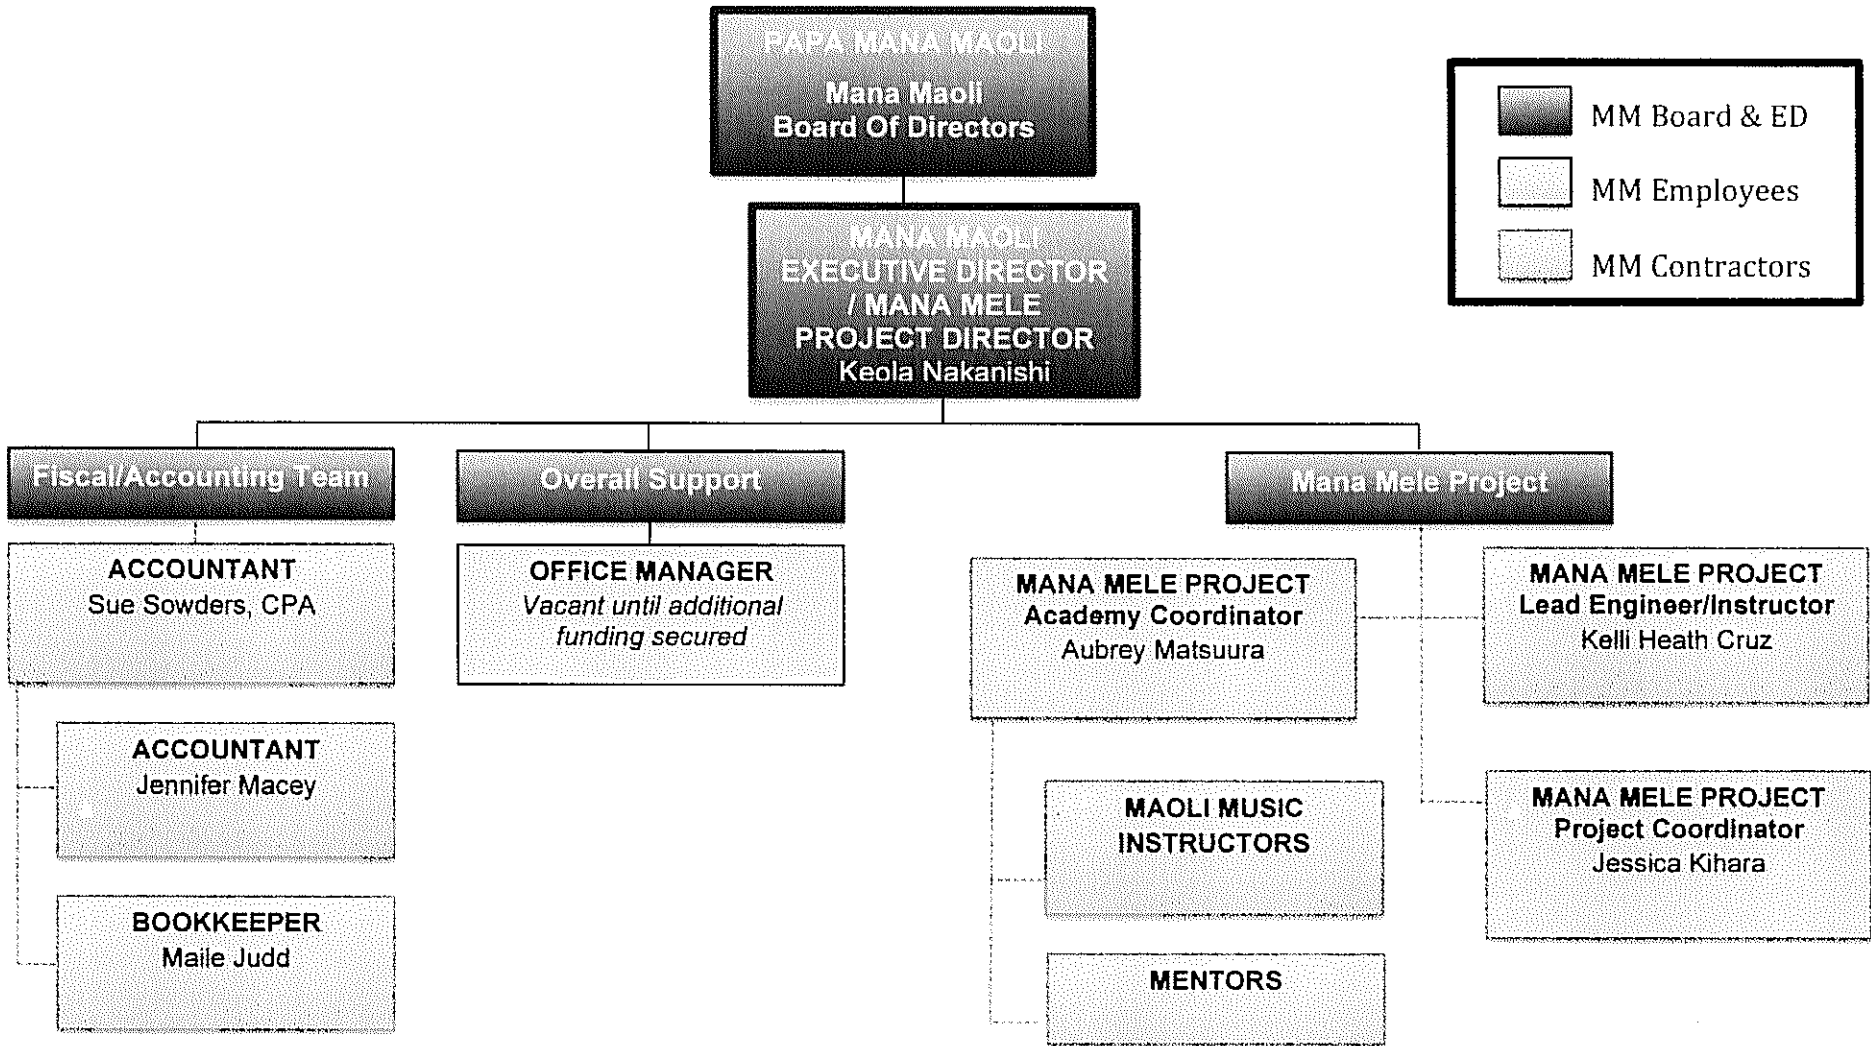 PAPA MANA MAOLI
Mana Maoli
Board Of Directors
MM Board & ED
MM Employees
MM Contractors
MANA MAOLI
EXECUTIVE DIRECTOR
/ MANA MELE
PROJECT DIRECTOR
Keola Nakanishi
Fiscal/Accounting Team
Overall Support
Mana Mele Project
ACCOUNTANT
Sue Sowders, CPA
OFFICE MANAGER
Vacant until additional
funding secured
MANA MELE PROJECT
Academy Coordinator
Aubrey Matsuura
MANA MELE PROJECT
Lead Engineer/Instructor
Kelli Heath Cruz
ACCOUNTANT
Jennifer Macey
MAOLI MUSIC
INSTRUCTORS
MANA MELE PROJECT
Project Coordinator
Jessica Kihara
BOOKKEEPER
Maile Judd
MENTORS